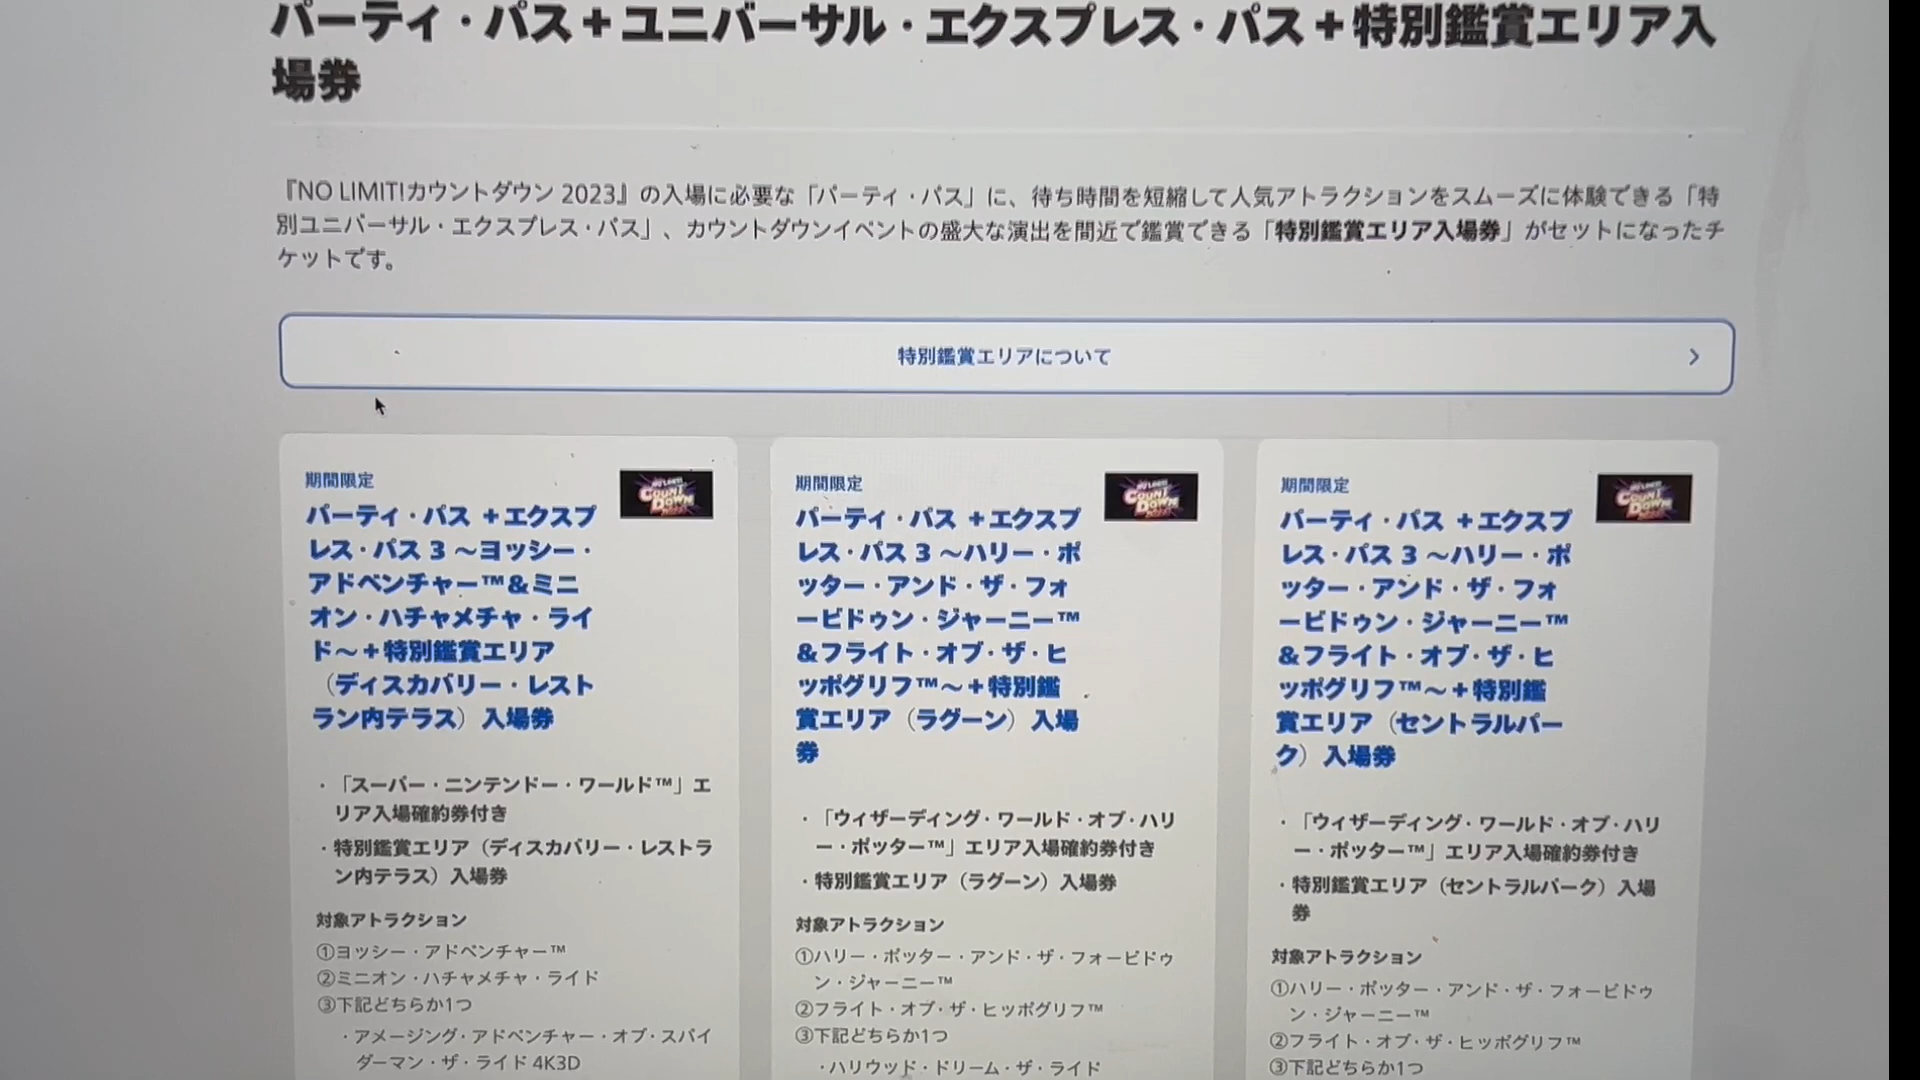 パーティ・パス＋ユニバーサル・エクスプレス・パス＋特別鑑賞エリア入
場券
『NO LIMIT!カウントダウン 2023』の入場に必要な「パーティ・パス」に、待ち時間を短縮して人気アトラクションをスムーズに体験できる「特
別ユニバーサル・エクスプレス・パス」、カウントダウンイベントの盛大な演出を間近で鑑賞できる「特別鑑賞エリア入場券」がセットになったチ
ケットです。
特別鑑賞エリアについて
期間限定
NO LIMIT!
COUNT
DOWN
パーティ・パス ＋エクスプ
レス・パス 3 ～ヨッシー・
アドベンチャー™＆ミニ
オン・ハチャメチャ・ライ
ド～＋特別鑑賞エリア
（ディスカバリー・レスト
ラン内テラス）入場券
・「スーパー・ニンテンドー・ワールド™」エ
リア入場確約券付き
・特別鑑賞エリア（ディスカバリー・レストラ
ン内テラス）入場券
対象アトラクション
①ヨッシー・アドベンチャー™
②ミニオン・ハチャメチャ・ライド
③下記どちらか1つ
・アメージング・アドベンチャー・オブ・スパイ
ダーマン・ザ・ライド 4K3D
期間限定
NO LIMIT!
COUNT
DOWN
パーティ・パス ＋エクスプ
レス・パス 3 ～ハリー・ポ
ッター・アンド・ザ・フォ
ービドゥン・ジャーニー™
＆フライト・オブ・ザ・ヒ
ッポグリフ™～＋特別鑑
賞エリア（ラグーン）入場
券
・「ウィザーディング・ワールド・オブ・ハリ
ー・ポッター™」エリア入場確約券付き
・特別鑑賞エリア（ラグーン）入場券
対象アトラクション
①ハリー・ポッター・アンド・ザ・フォービドゥ
ン・ジャーニー™
②フライト・オブ・ザ・ヒッポグリフ™
③下記どちらか1つ
・ハリウッド・ドリーム・ザ・ライド
期間限定
NO LIMIT!
COUNT
DOWN
パーティ・パス ＋エクスプ
レス・パス 3 ～ハリー・ポ
ッター・アンド・ザ・フォ
ービドゥン・ジャーニー™
＆フライト・オブ・ザ・ヒ
ッポグリフ™～＋特別鑑
賞エリア（セントラルパー
ク）入場券
・「ウィザーディング・ワールド・オブ・ハリ
ー・ポッター™」エリア入場確約券付き
・特別鑑賞エリア（セントラルパーク）入場
券
対象アトラクション
①ハリー・ポッター・アンド・ザ・フォービドゥ
ン・ジャーニー™
②フライト・オブ・ザ・ヒッポグリフ™
③下記どちらか1つ